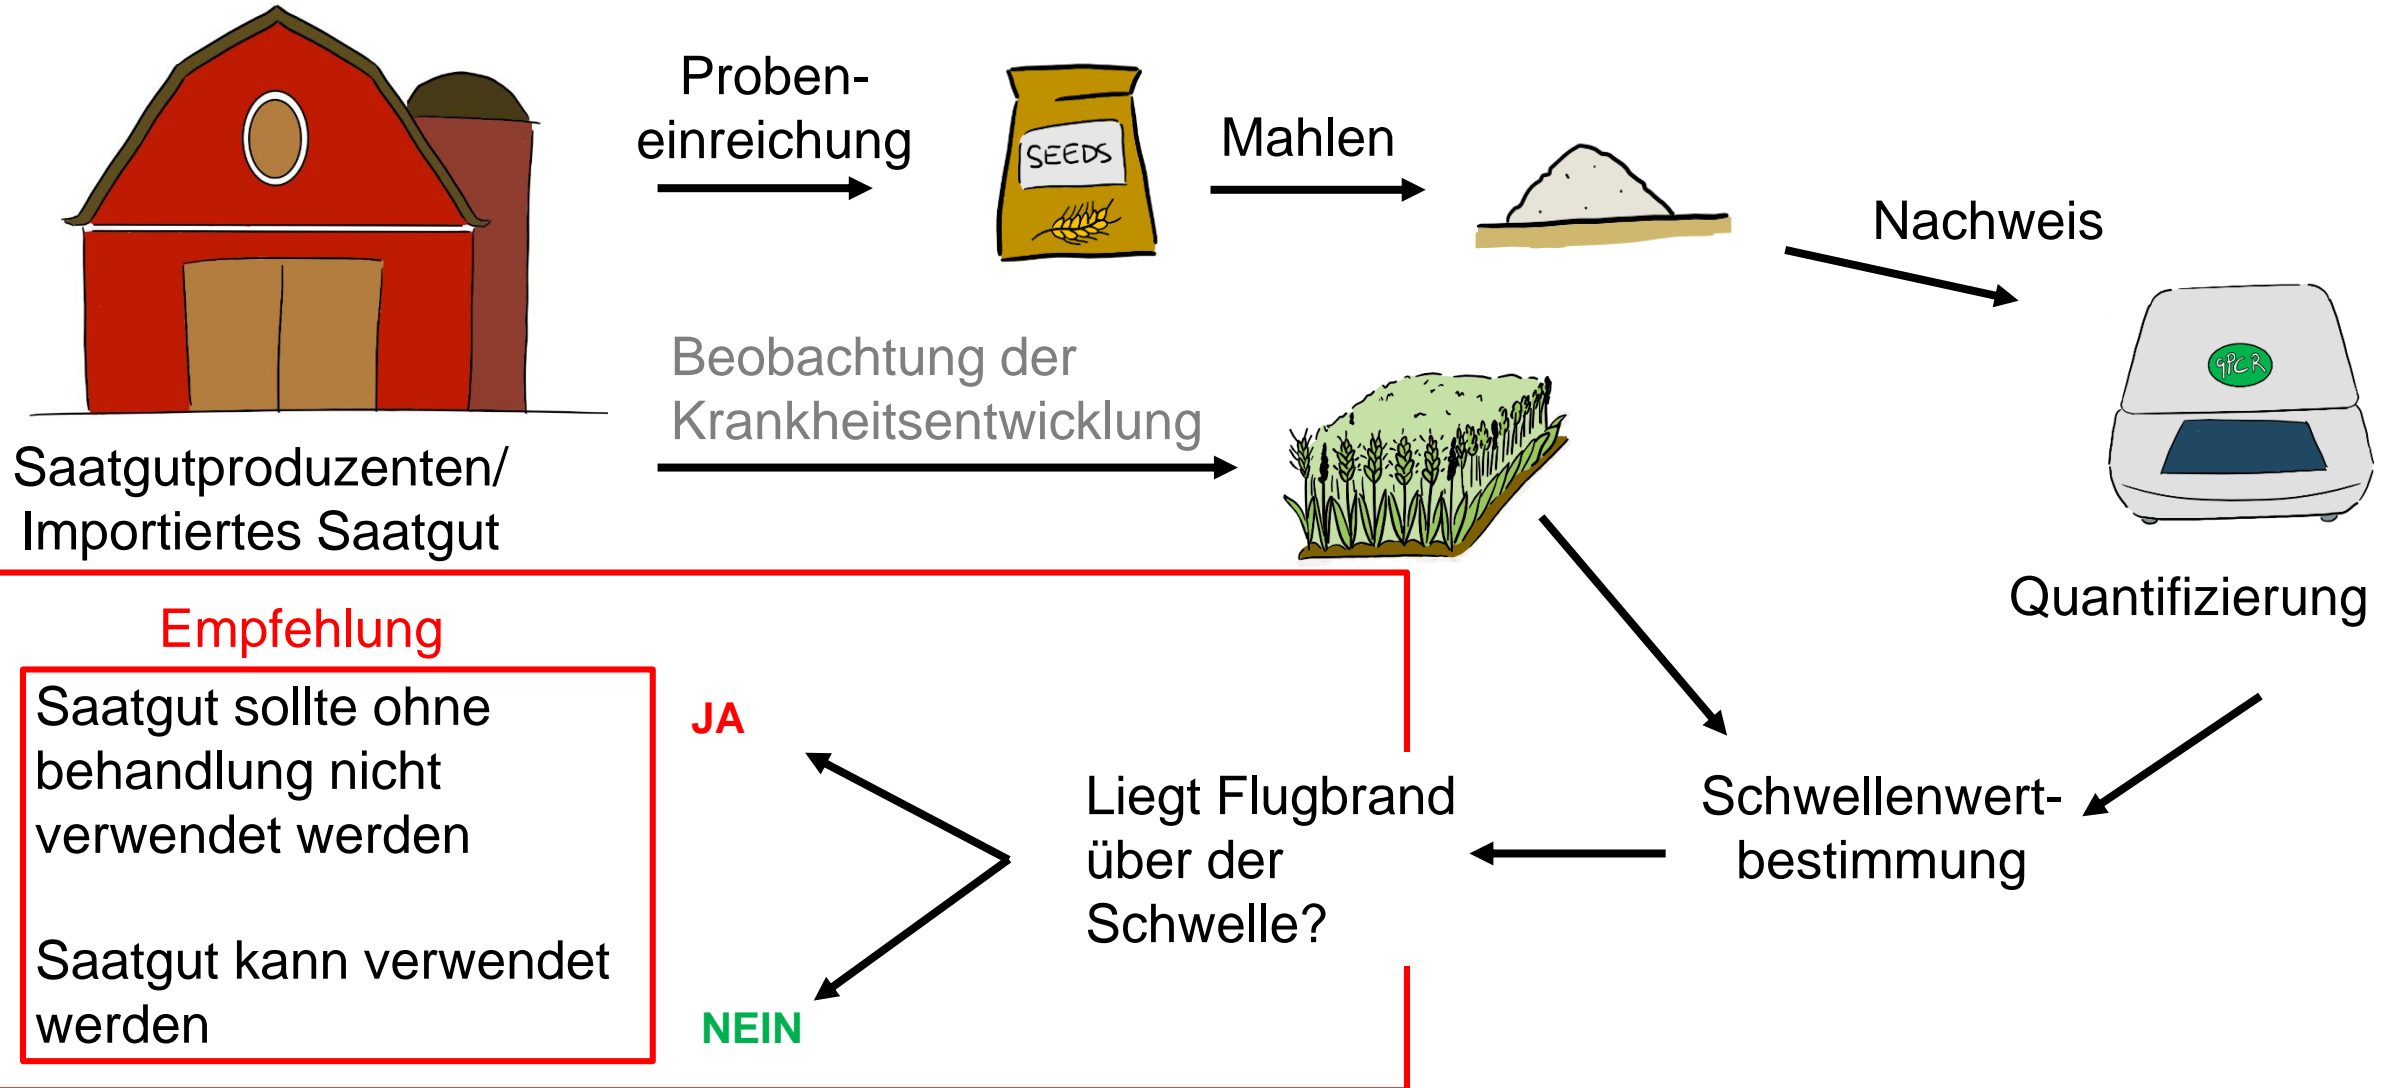 Proben-
einreichung
SEEDS
Mahlen
Nachweis
qPCR
Beobachtung der
Krankheitsentwicklung
Saatgutproduzenten/
Importiertes Saatgut
Quantifizierung
Empfehlung
Saatgut sollte ohne
behandlung nicht
verwendet werden
Saatgut kann verwendet
werden
JA
NEIN
Liegt Flugbrand
über der
Schwelle?
Schwellenwert-
bestimmung